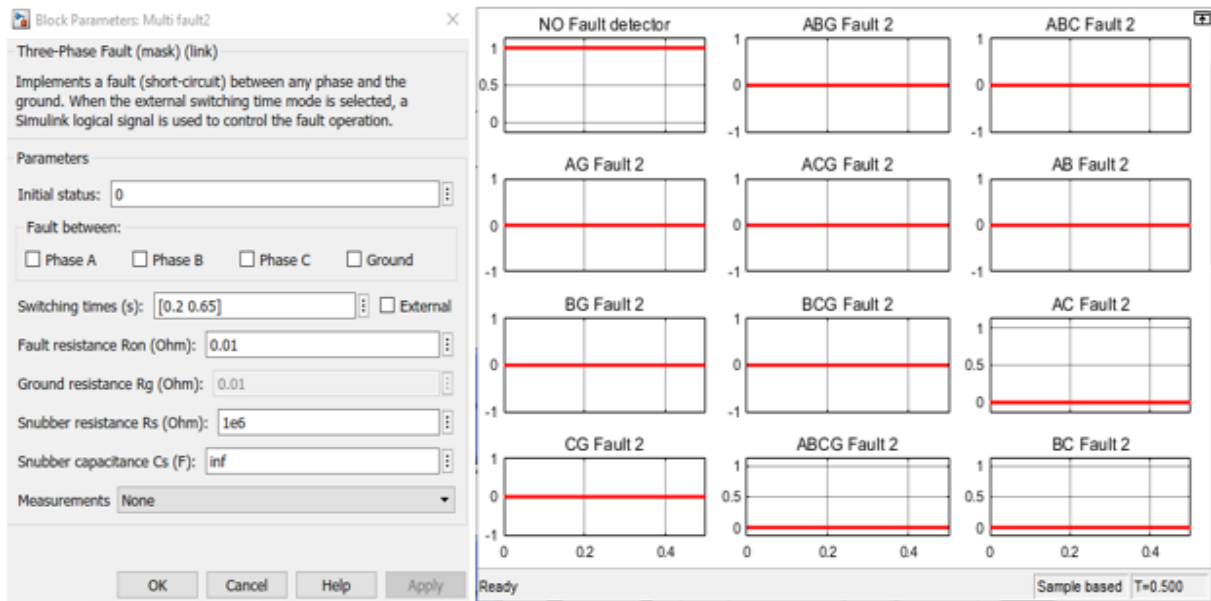 Block Parameters: Multi fault2
Three-Phase Fault (mask) (link)
Implements a fault (short-circuit) between any phase and the
ground. When the external switching time mode is selected, a
Simulink logical signal is used to control the fault operation.
Parameters
Initial status: 0
Fault between:
Phase A Phase B Phase C Ground
Switching times (s): [0.2 0.65] External
Fault resistance Ron (Ohm): 0.01
Ground resistance Rg (Ohm): 0.01
Snubber resistance Rs (Ohm): 1e6
Snubber capacitance Cs (F): inf
Measurements None
OK Cancel Help Apply
NO Fault detector ABG Fault 2 ABC Fault 2
1 1 1
0.5 0 0
0 -1 -1
AG Fault 2 ACG Fault 2 AB Fault 2
1 1 1
0 0 0
-1 -1 -1
BG Fault 2 BCG Fault 2 AC Fault 2
1 1 1
0 0 0.5
-1 -1 0
CG Fault 2 ABCG Fault 2 BC Fault 2
1 1 1
0 0.5 0.5
-1 0 0
0 0.2 0.4 0 0.2 0.4 0 0.2 0.4
Ready Sample based T=0.500